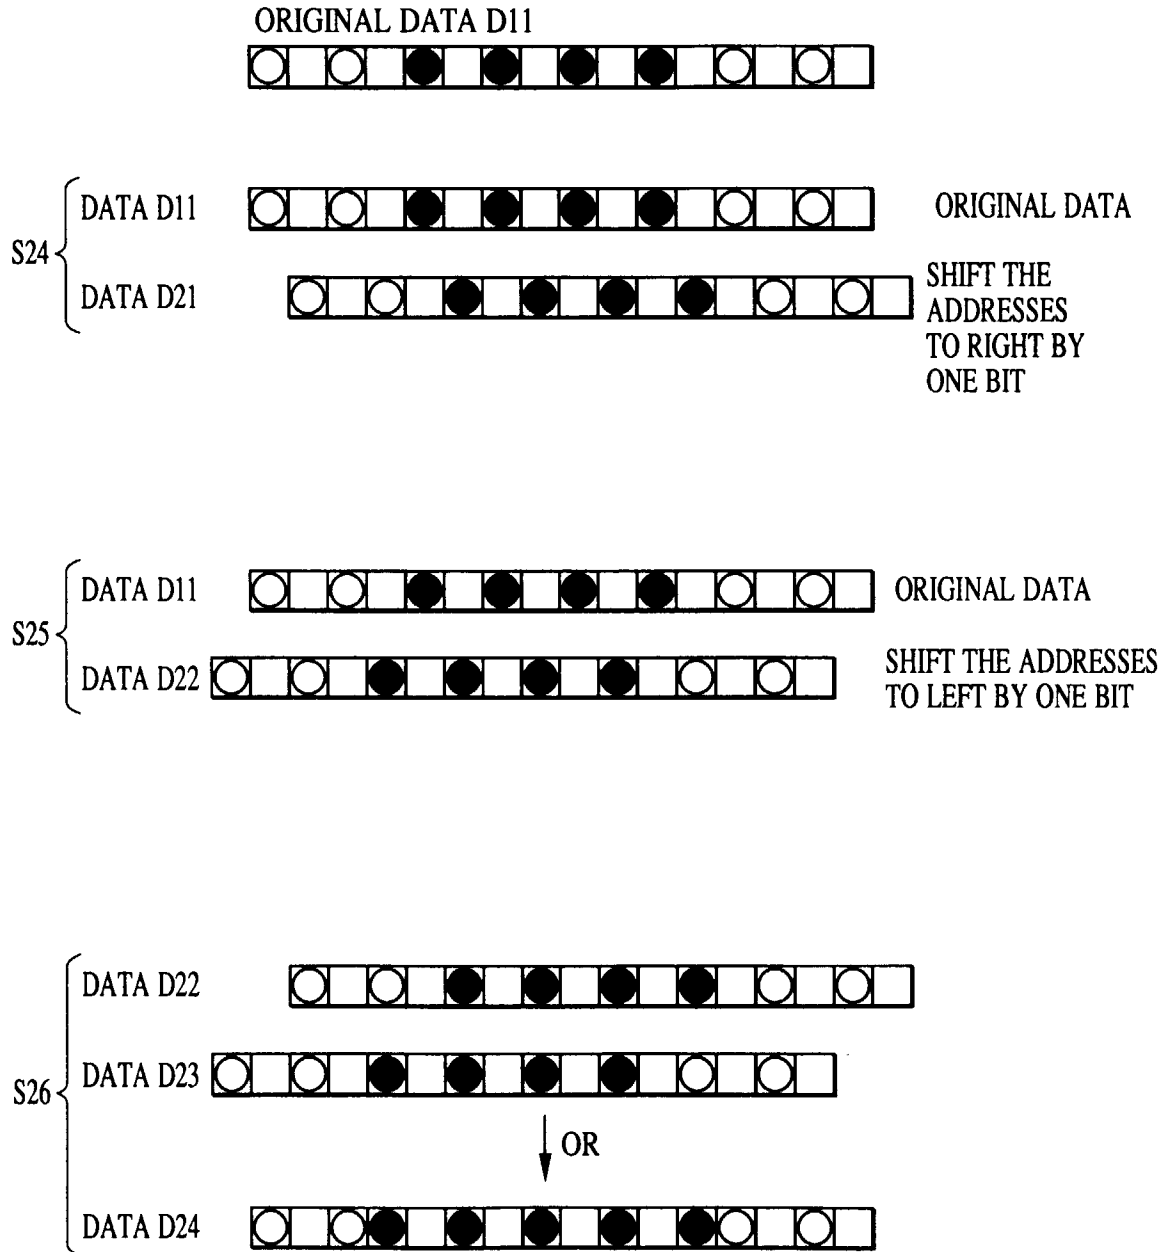 ORIGINAL DATA D11
S24
DATA D11
ORIGINAL DATA
DATA D21
SHIFT THE
ADDRESSES
TO RIGHT BY
ONE BIT
S25
DATA D11
ORIGINAL DATA
DATA D22
SHIFT THE ADDRESSES
TO LEFT BY ONE BIT
S26
DATA D22
DATA D23
OR
DATA D24